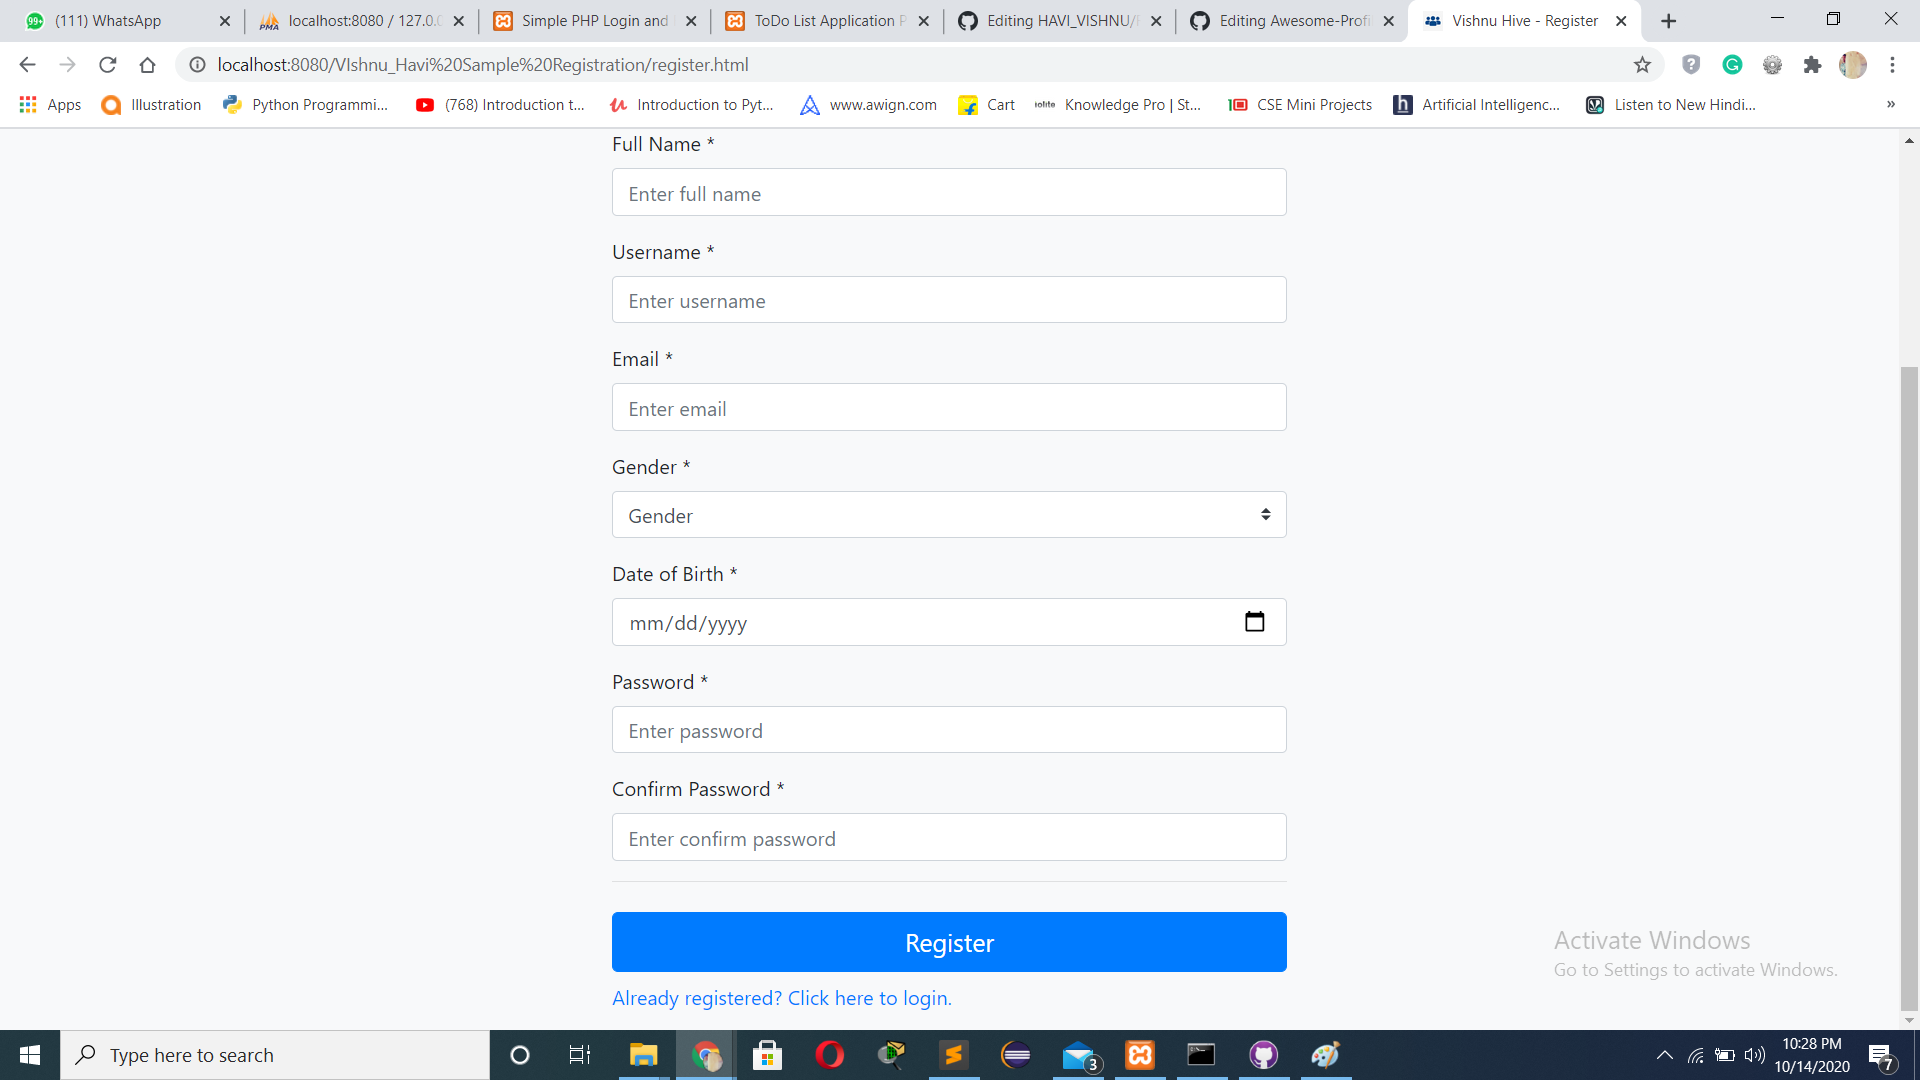 (111) WhatsApp
localhost:8080 / 127.0.0
Simple PHP Login and
ToDo List Application P
Editing HAVI_VISHNU/
Editing Awesome-Profi
Vishnu Hive - Register
localhost:8080/VIshnu_Havi%20Sample%20Registration/register.html
Apps
Illustration
Python Programmi...
(768) Introduction t...
Introduction to Pyt...
www.awign.com
Cart
iolite
Knowledge Pro | St...
CSE Mini Projects
Artificial Intelligenc...
Listen to New Hindi...
»
Full Name *
Enter full name
Username *
Enter username
Email *
Enter email
Gender *
Gender
Date of Birth *
mm/dd/yyyy
Password *
Enter password
Confirm Password *
Enter confirm password
Register
Already registered? Click here to login.
Activate Windows
Go to Settings to activate Windows.
Type here to search
3
10:28 PM
10/14/2020
7